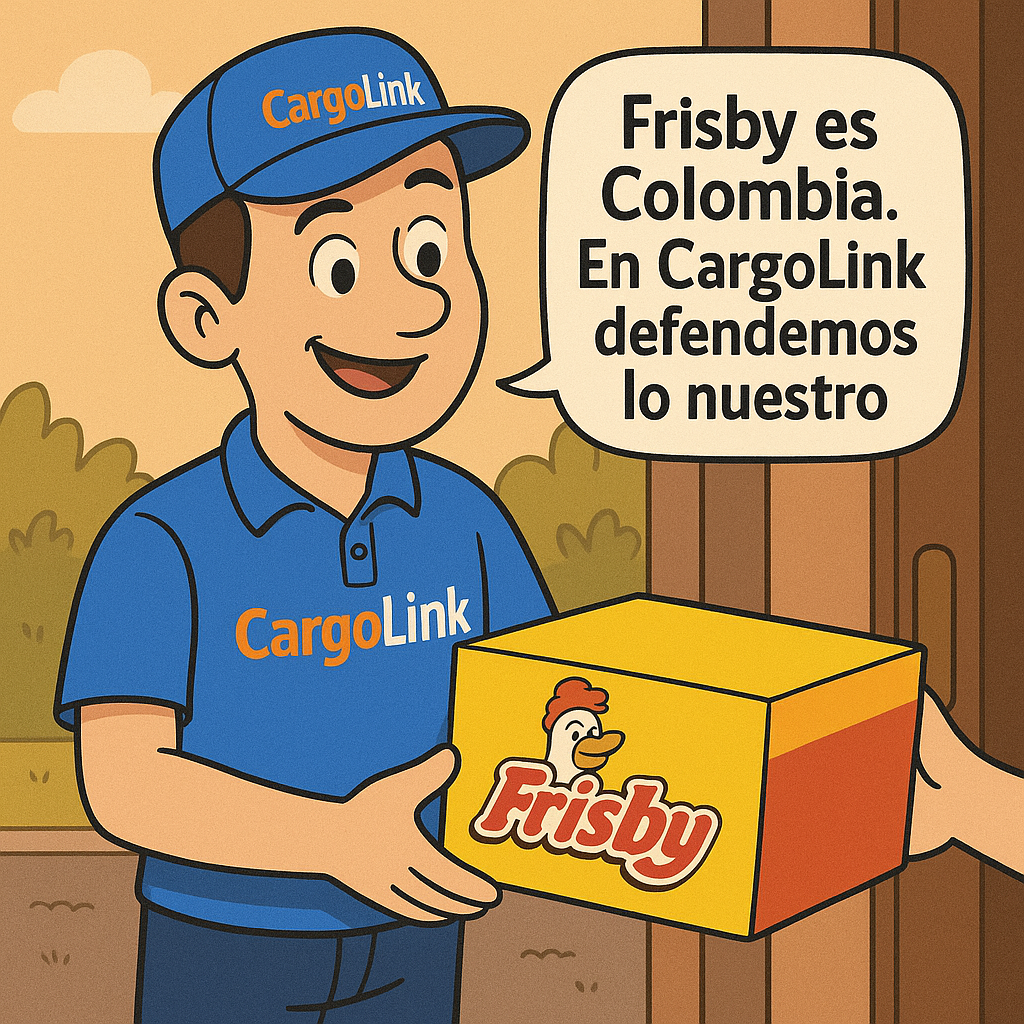 CargoLink
Frisby es
Colombia.
En CargoLink
defendemos
lo nuestro
CargoLink
Frisby